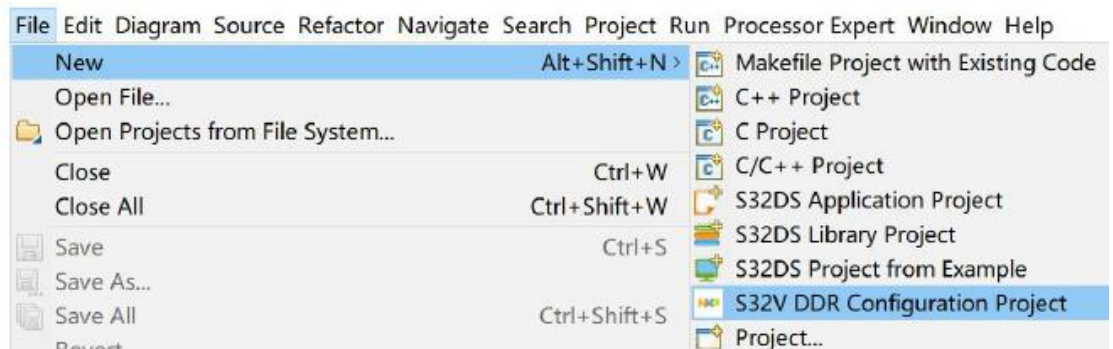 File Edit Diagram Source Refactor Navigate Search Project Run Processor Expert Window Help
New Alt+Shift+N >
Open File...
Open Projects from File System...
Close Ctrl+W
Close All Ctrl+Shift+W
Save Ctrl+S
Save As...
Save All Ctrl+Shift+S
Revert
Makefile Project with Existing Code
C++ Project
C Project
C/C++ Project
S32DS Application Project
S32DS Library Project
S32DS Project from Example
S32V DDR Configuration Project
Project...